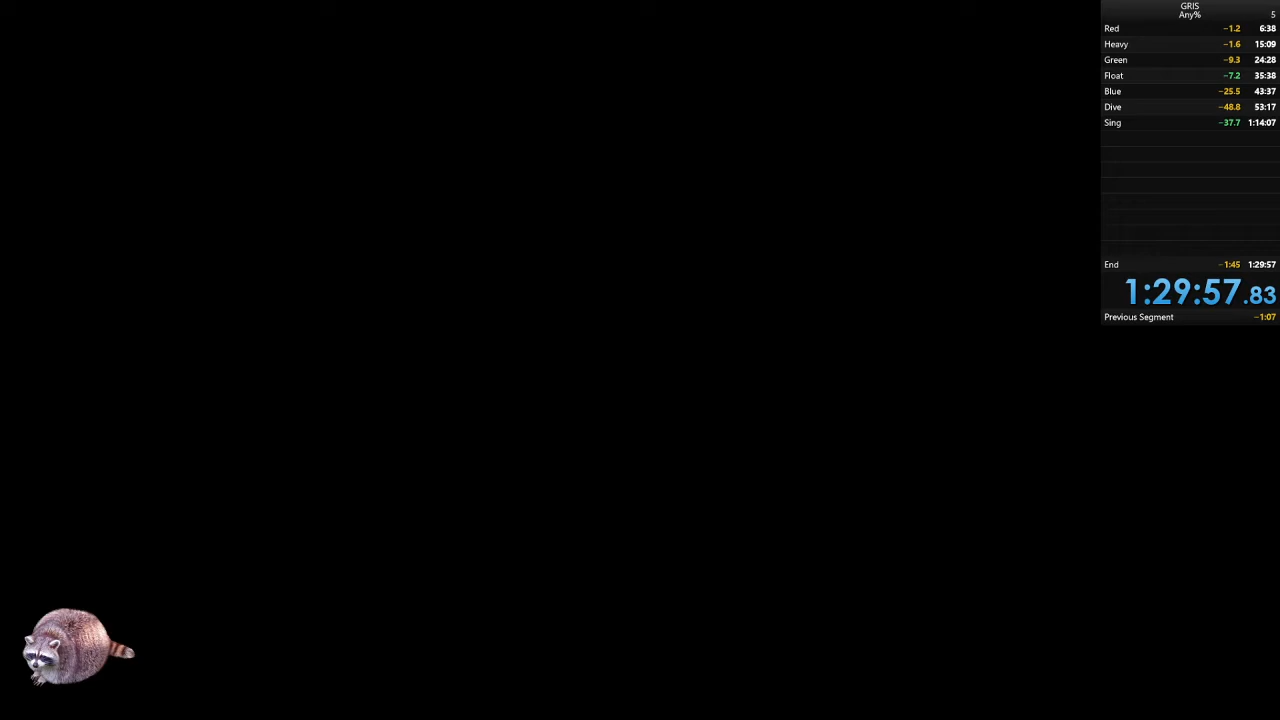 GRIS
Any% 5
Red −1.2 6:38
Heavy −1.6 15:09
Green −9.3 24:28
Float −7.2 35:38
Blue −25.5 43:37
Dive −48.8 53:17
Sing −37.7 1:14:07
End −1:45 1:29:57
1:29:57.83
Previous Segment −1:07